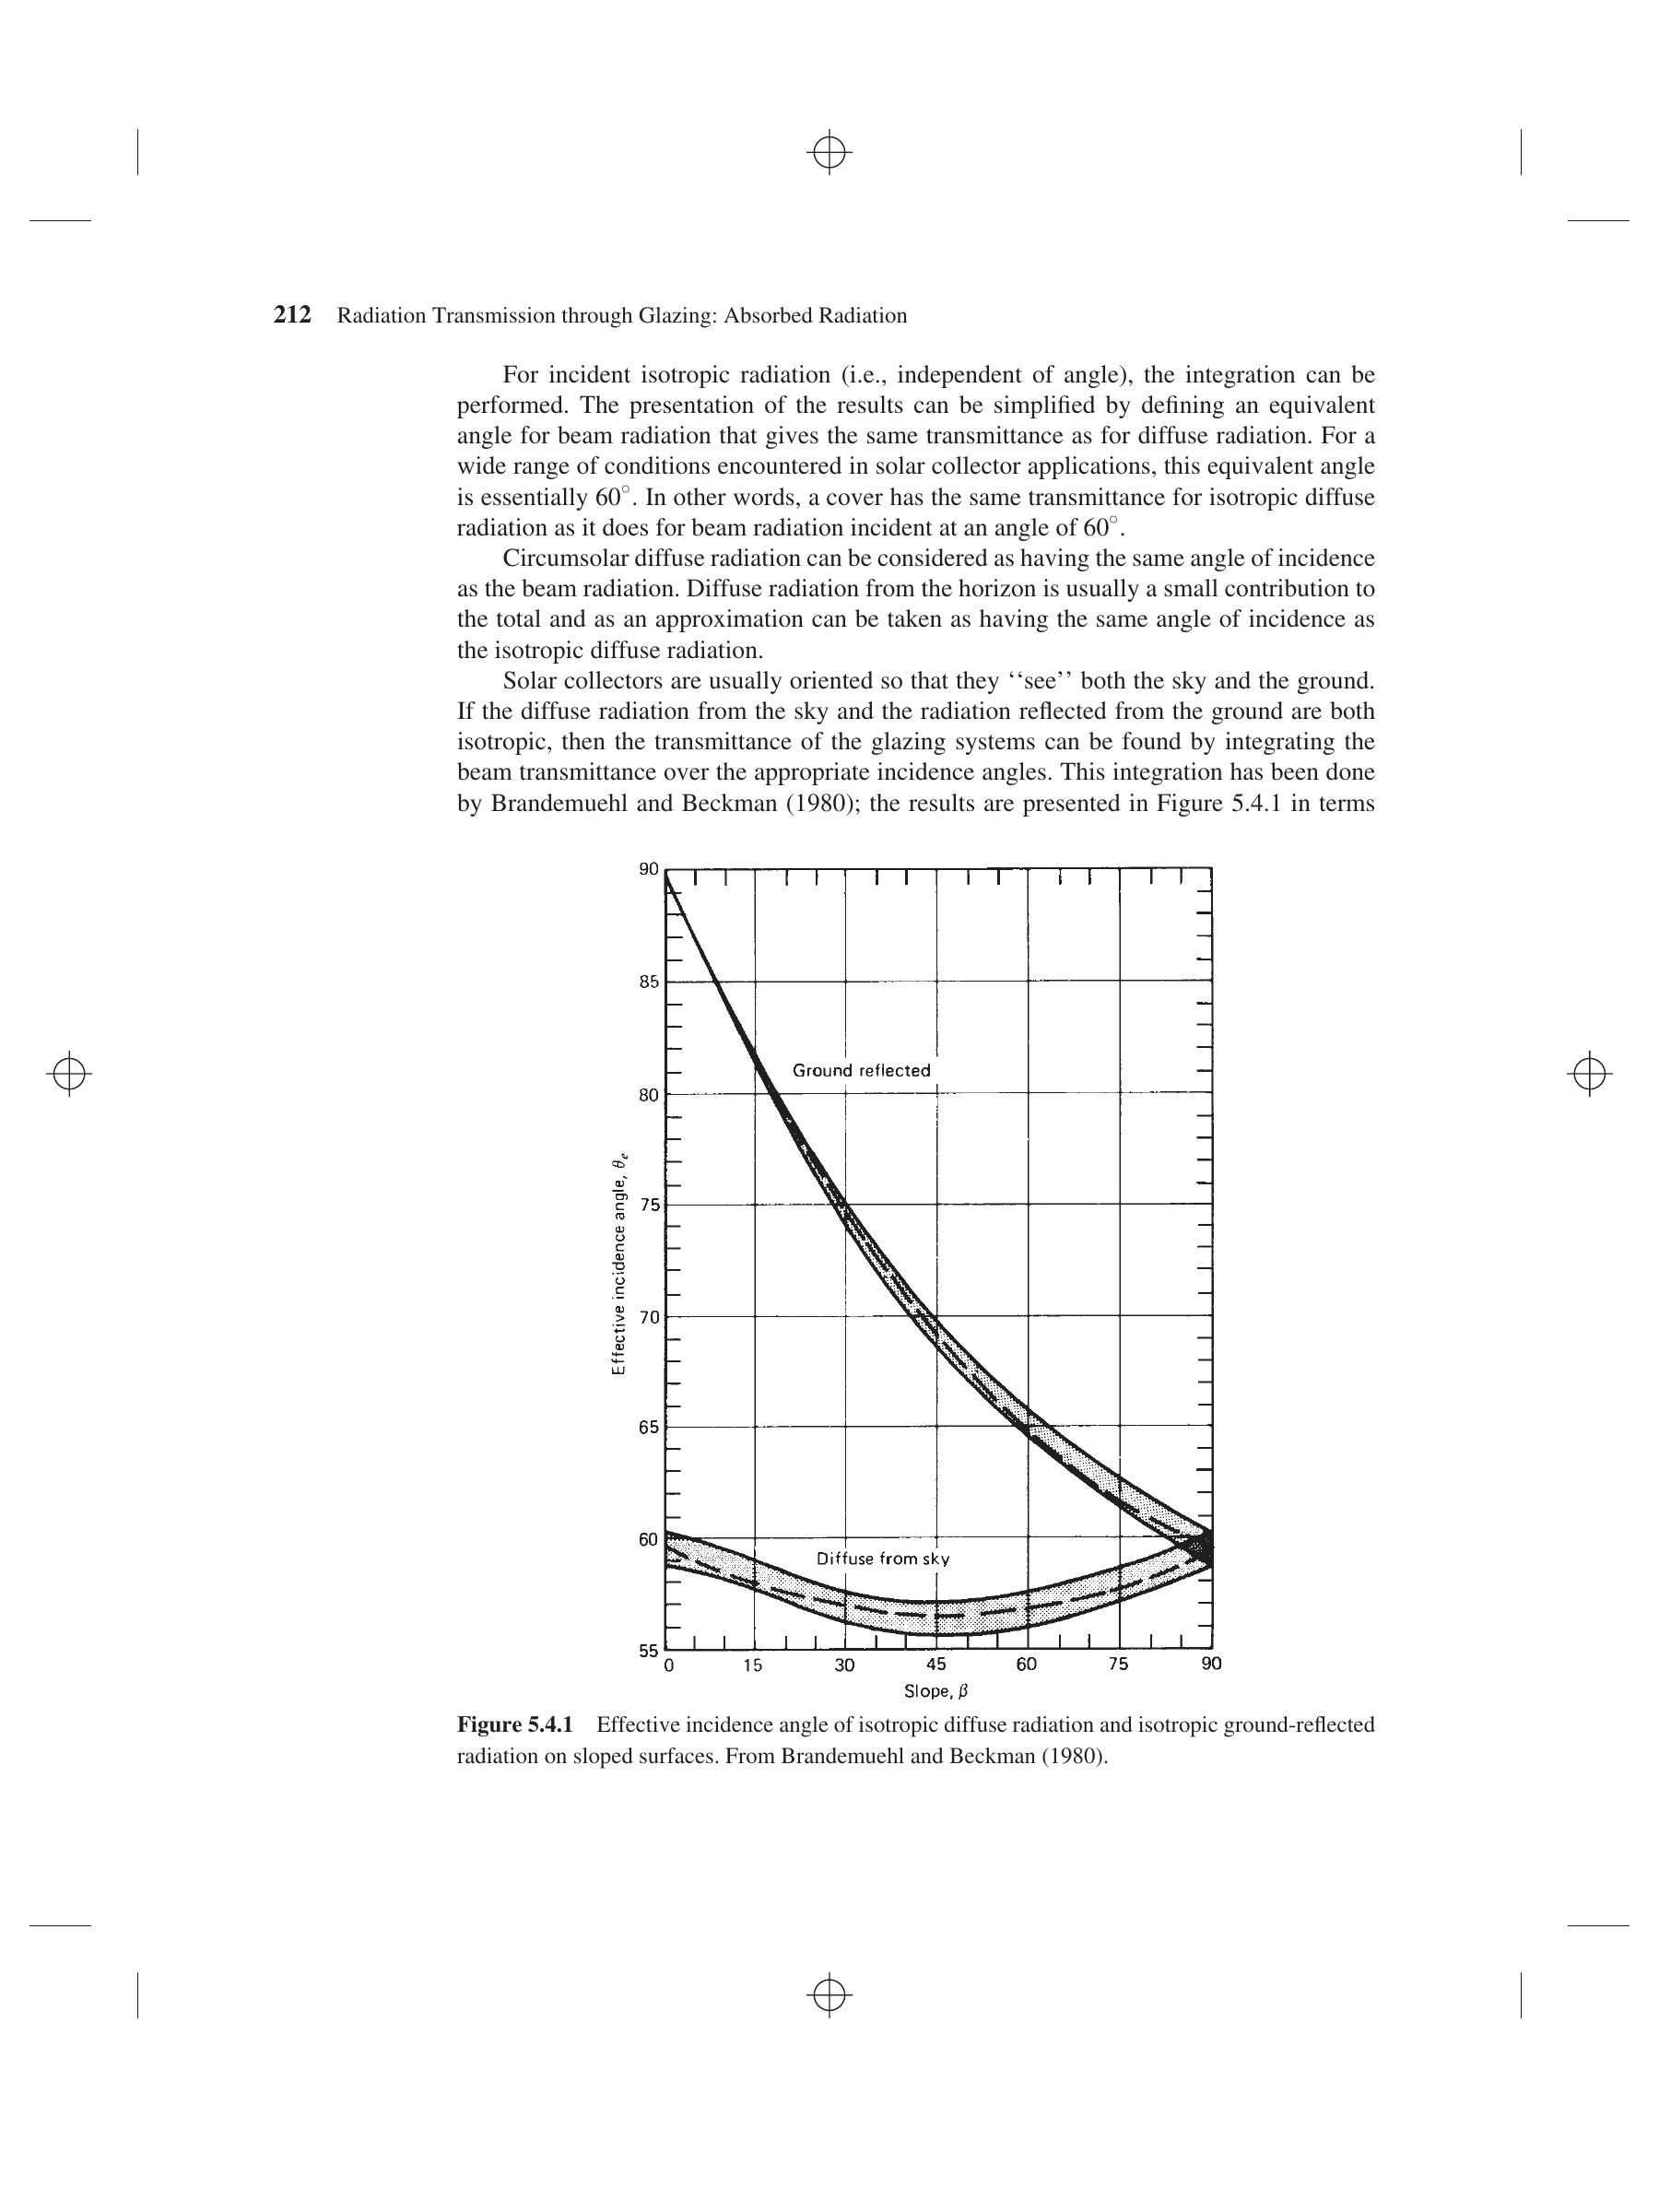 212 Radiation Transmission through Glazing: Absorbed Radiation
For incident isotropic radiation (i.e., independent of angle), the integration can be
performed. The presentation of the results can be simplified by defining an equivalent
angle for beam radiation that gives the same transmittance as for diffuse radiation. For a
wide range of conditions encountered in solar collector applications, this equivalent angle
is essentially 60°. In other words, a cover has the same transmittance for isotropic diffuse
radiation as it does for beam radiation incident at an angle of 60°.
Circumsolar diffuse radiation can be considered as having the same angle of incidence
as the beam radiation. Diffuse radiation from the horizon is usually a small contribution to
the total and as an approximation can be taken as having the same angle of incidence as
the isotropic diffuse radiation.
Solar collectors are usually oriented so that they ‘‘see’’ both the sky and the ground.
If the diffuse radiation from the sky and the radiation reflected from the ground are both
isotropic, then the transmittance of the glazing systems can be found by integrating the
beam transmittance over the appropriate incidence angles. This integration has been done
by Brandemuehl and Beckman (1980); the results are presented in Figure 5.4.1 in terms
90
85
Ground reflected
80
Effective incidence angle, θe
75
70
65
60
Diffuse from sky
55
0 15 30 45 60 75 90
Slope, β
Figure 5.4.1 Effective incidence angle of isotropic diffuse radiation and isotropic ground-reflected
radiation on sloped surfaces. From Brandemuehl and Beckman (1980).